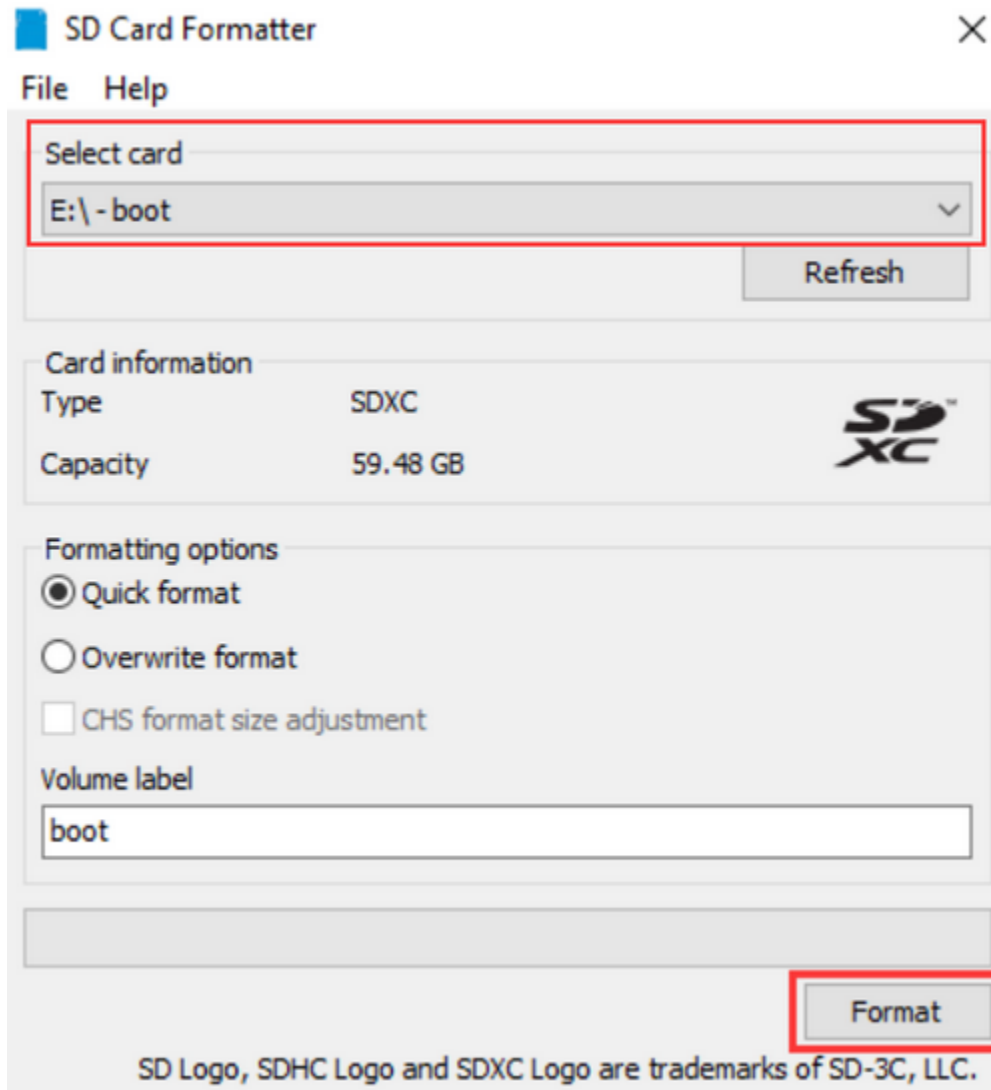 SD Card Formatter
File Help
Select card
E:\ - boot
Refresh
Card information
Type SDXC
Capacity 59.48 GB
SD XC ™
Formatting options
Quick format
Overwrite format
CHS format size adjustment
Volume label
boot
Format
SD Logo, SDHC Logo and SDXC Logo are trademarks of SD-3C, LLC.